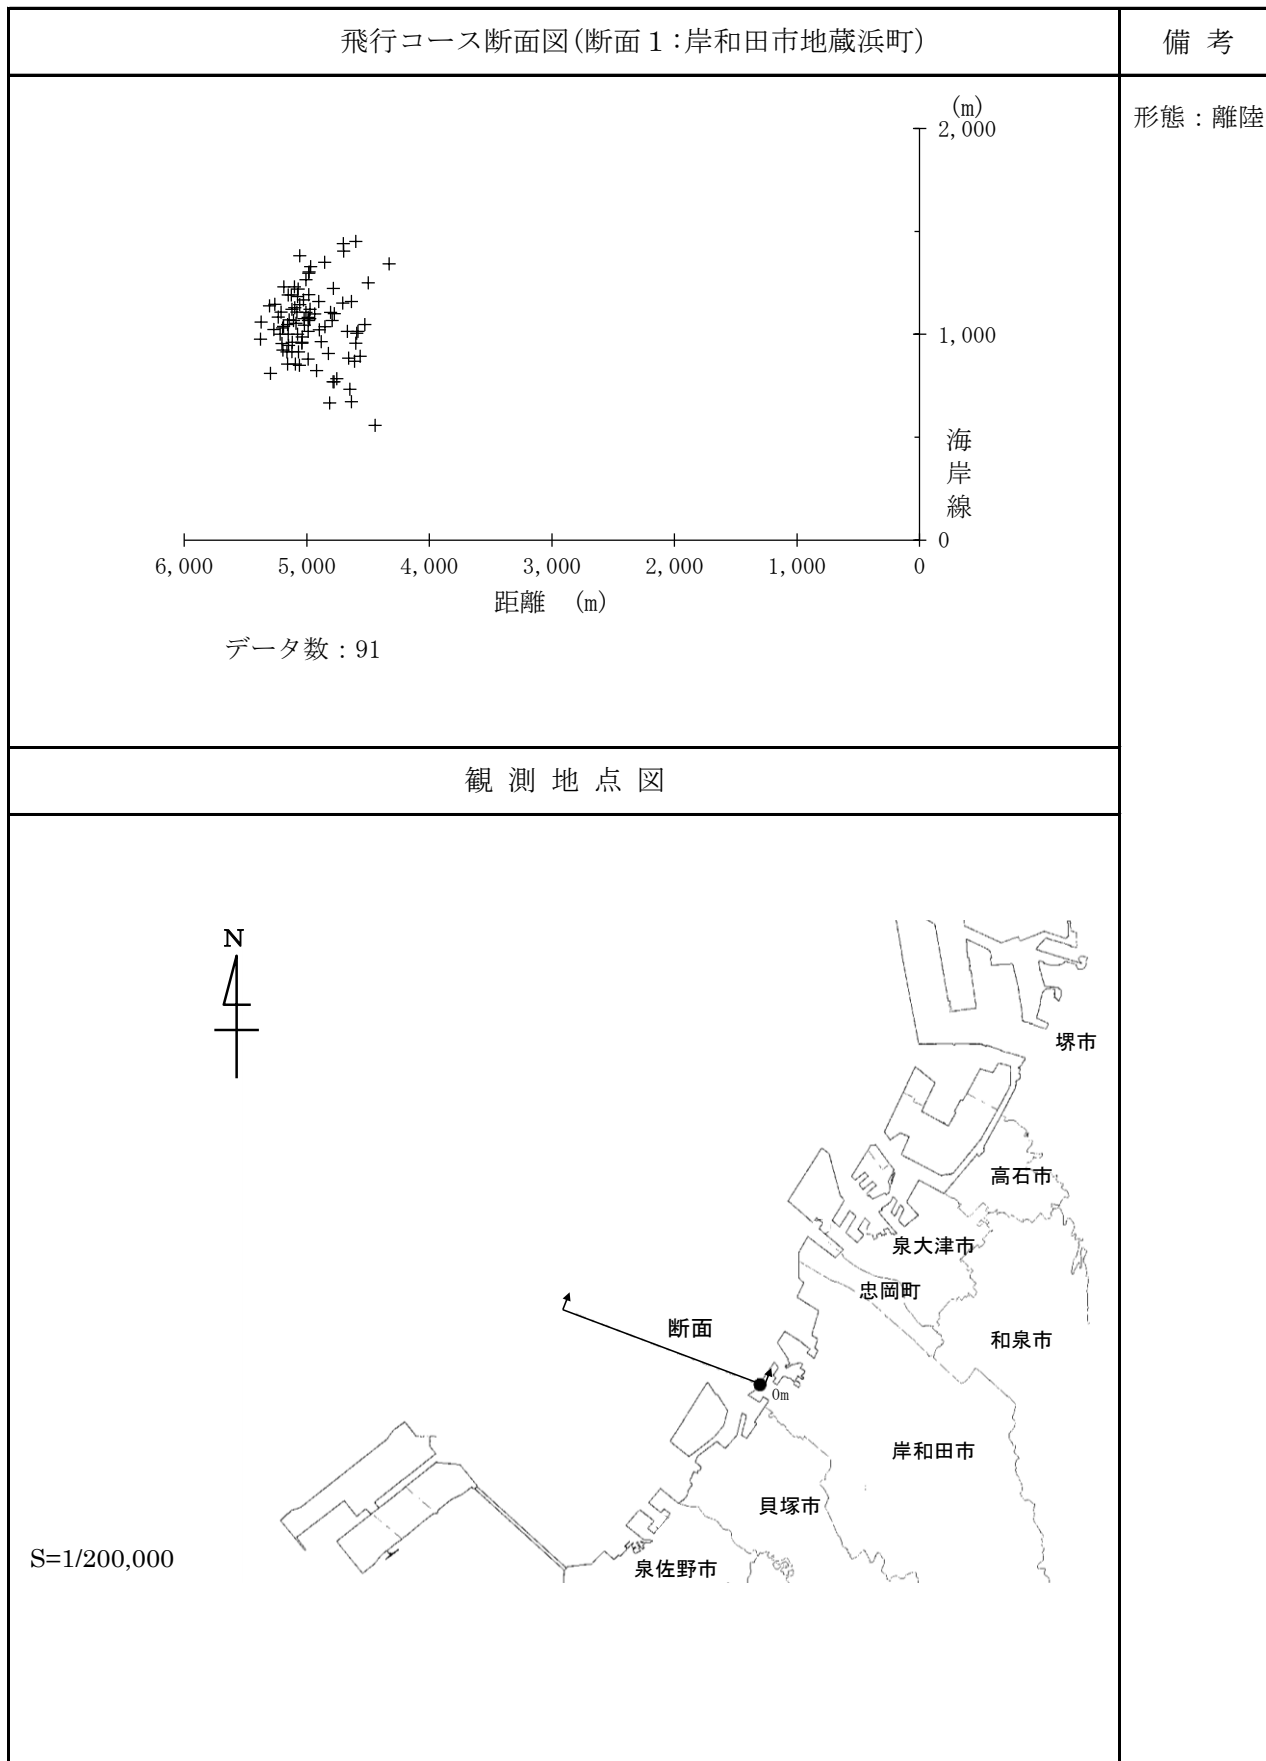 飛行コース断面図(断面1:岸和田市地蔵浜町)
備 考
形態:離陸
(m)
2,000
1,000
0
海岸線
6,000 5,000 4,000 3,000 2,000 1,000 0
距離 (m)
データ数:91
観 測 地 点 図
N
堺市
高石市
泉大津市
忠岡町
断面
和泉市
0m
岸和田市
貝塚市
S=1/200,000
泉佐野市